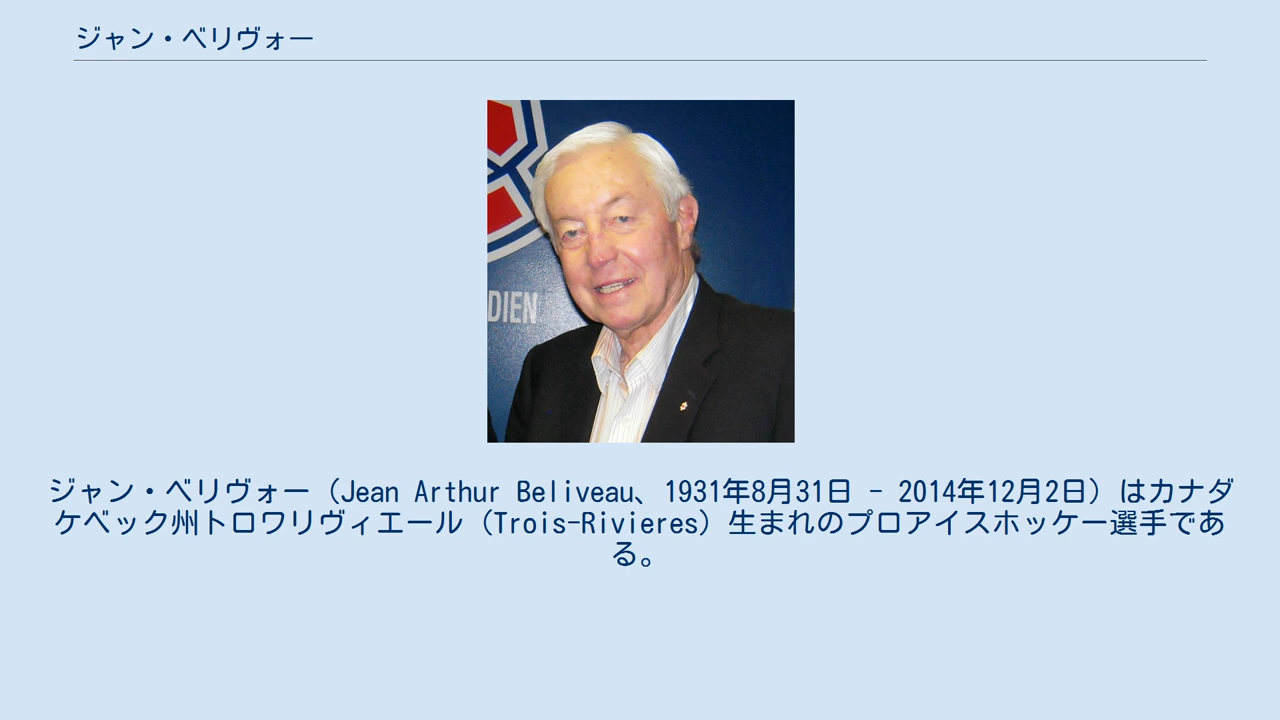 ジャン・ベリヴォー
DIEN
ジャン・ベリヴォー（Jean Arthur Beliveau、1931年8月31日 - 2014年12月2日）はカナダ
ケベック州トロワリヴィエール（Trois-Rivieres）生まれのプロアイスホッケー選手であ
る。